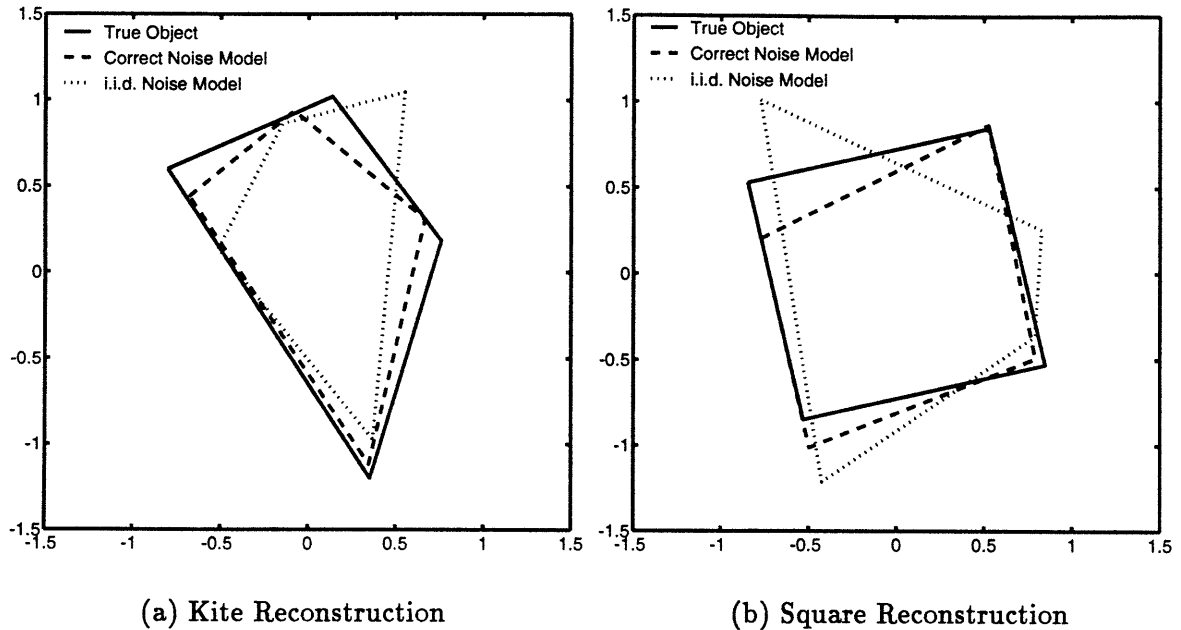 1.5
True Object
Correct Noise Model
i.i.d. Noise Model
1
0.5
0
-0.5
-1
-1.5
-1.5 -1 -0.5 0 0.5 1 1.5
(a) Kite Reconstruction
1.5
True Object
Correct Noise Model
i.i.d. Noise Model
1
0.5
0
-0.5
-1
-1.5
-1.5 -1 -0.5 0 0.5 1 1.5
(b) Square Reconstruction